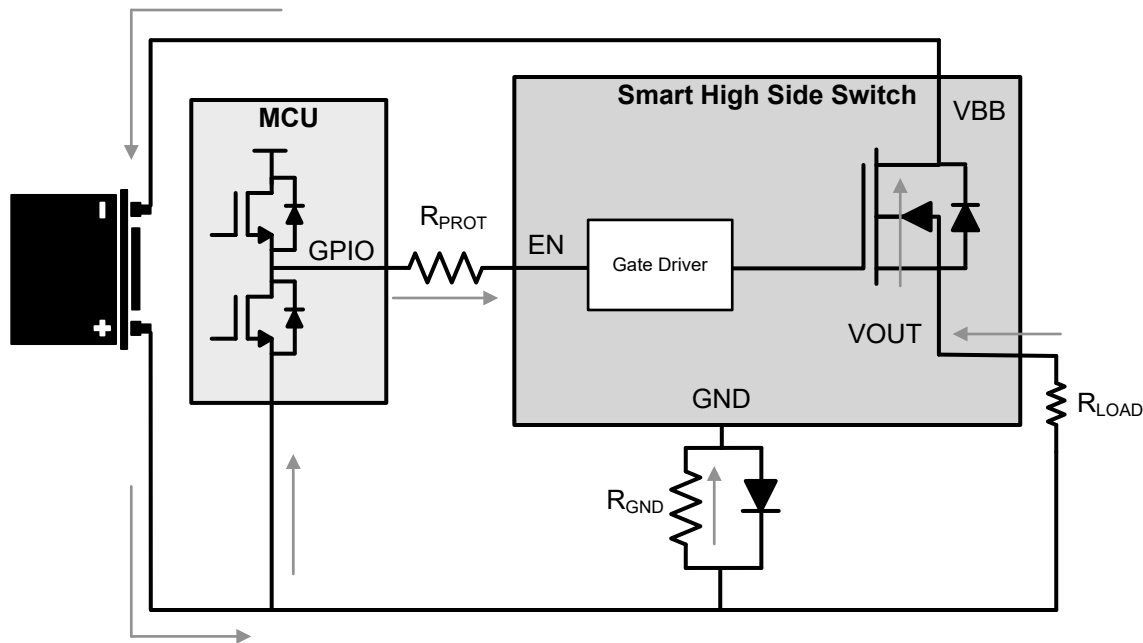 Smart High Side Switch
MCU
VBB
-
R_PROT
GPIO
EN
Gate Driver
+
VOUT
GND
R_LOAD
R_GND